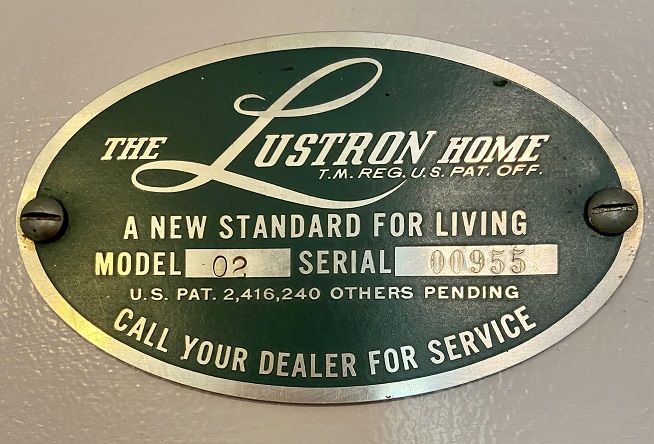 THE LUSTRON HOME
T.M. REG. U.S. PAT. OFF.
A NEW STANDARD FOR LIVING
MODEL 02 SERIAL 00955
U.S. PAT. 2,416,240 OTHERS PENDING
CALL YOUR DEALER FOR SERVICE